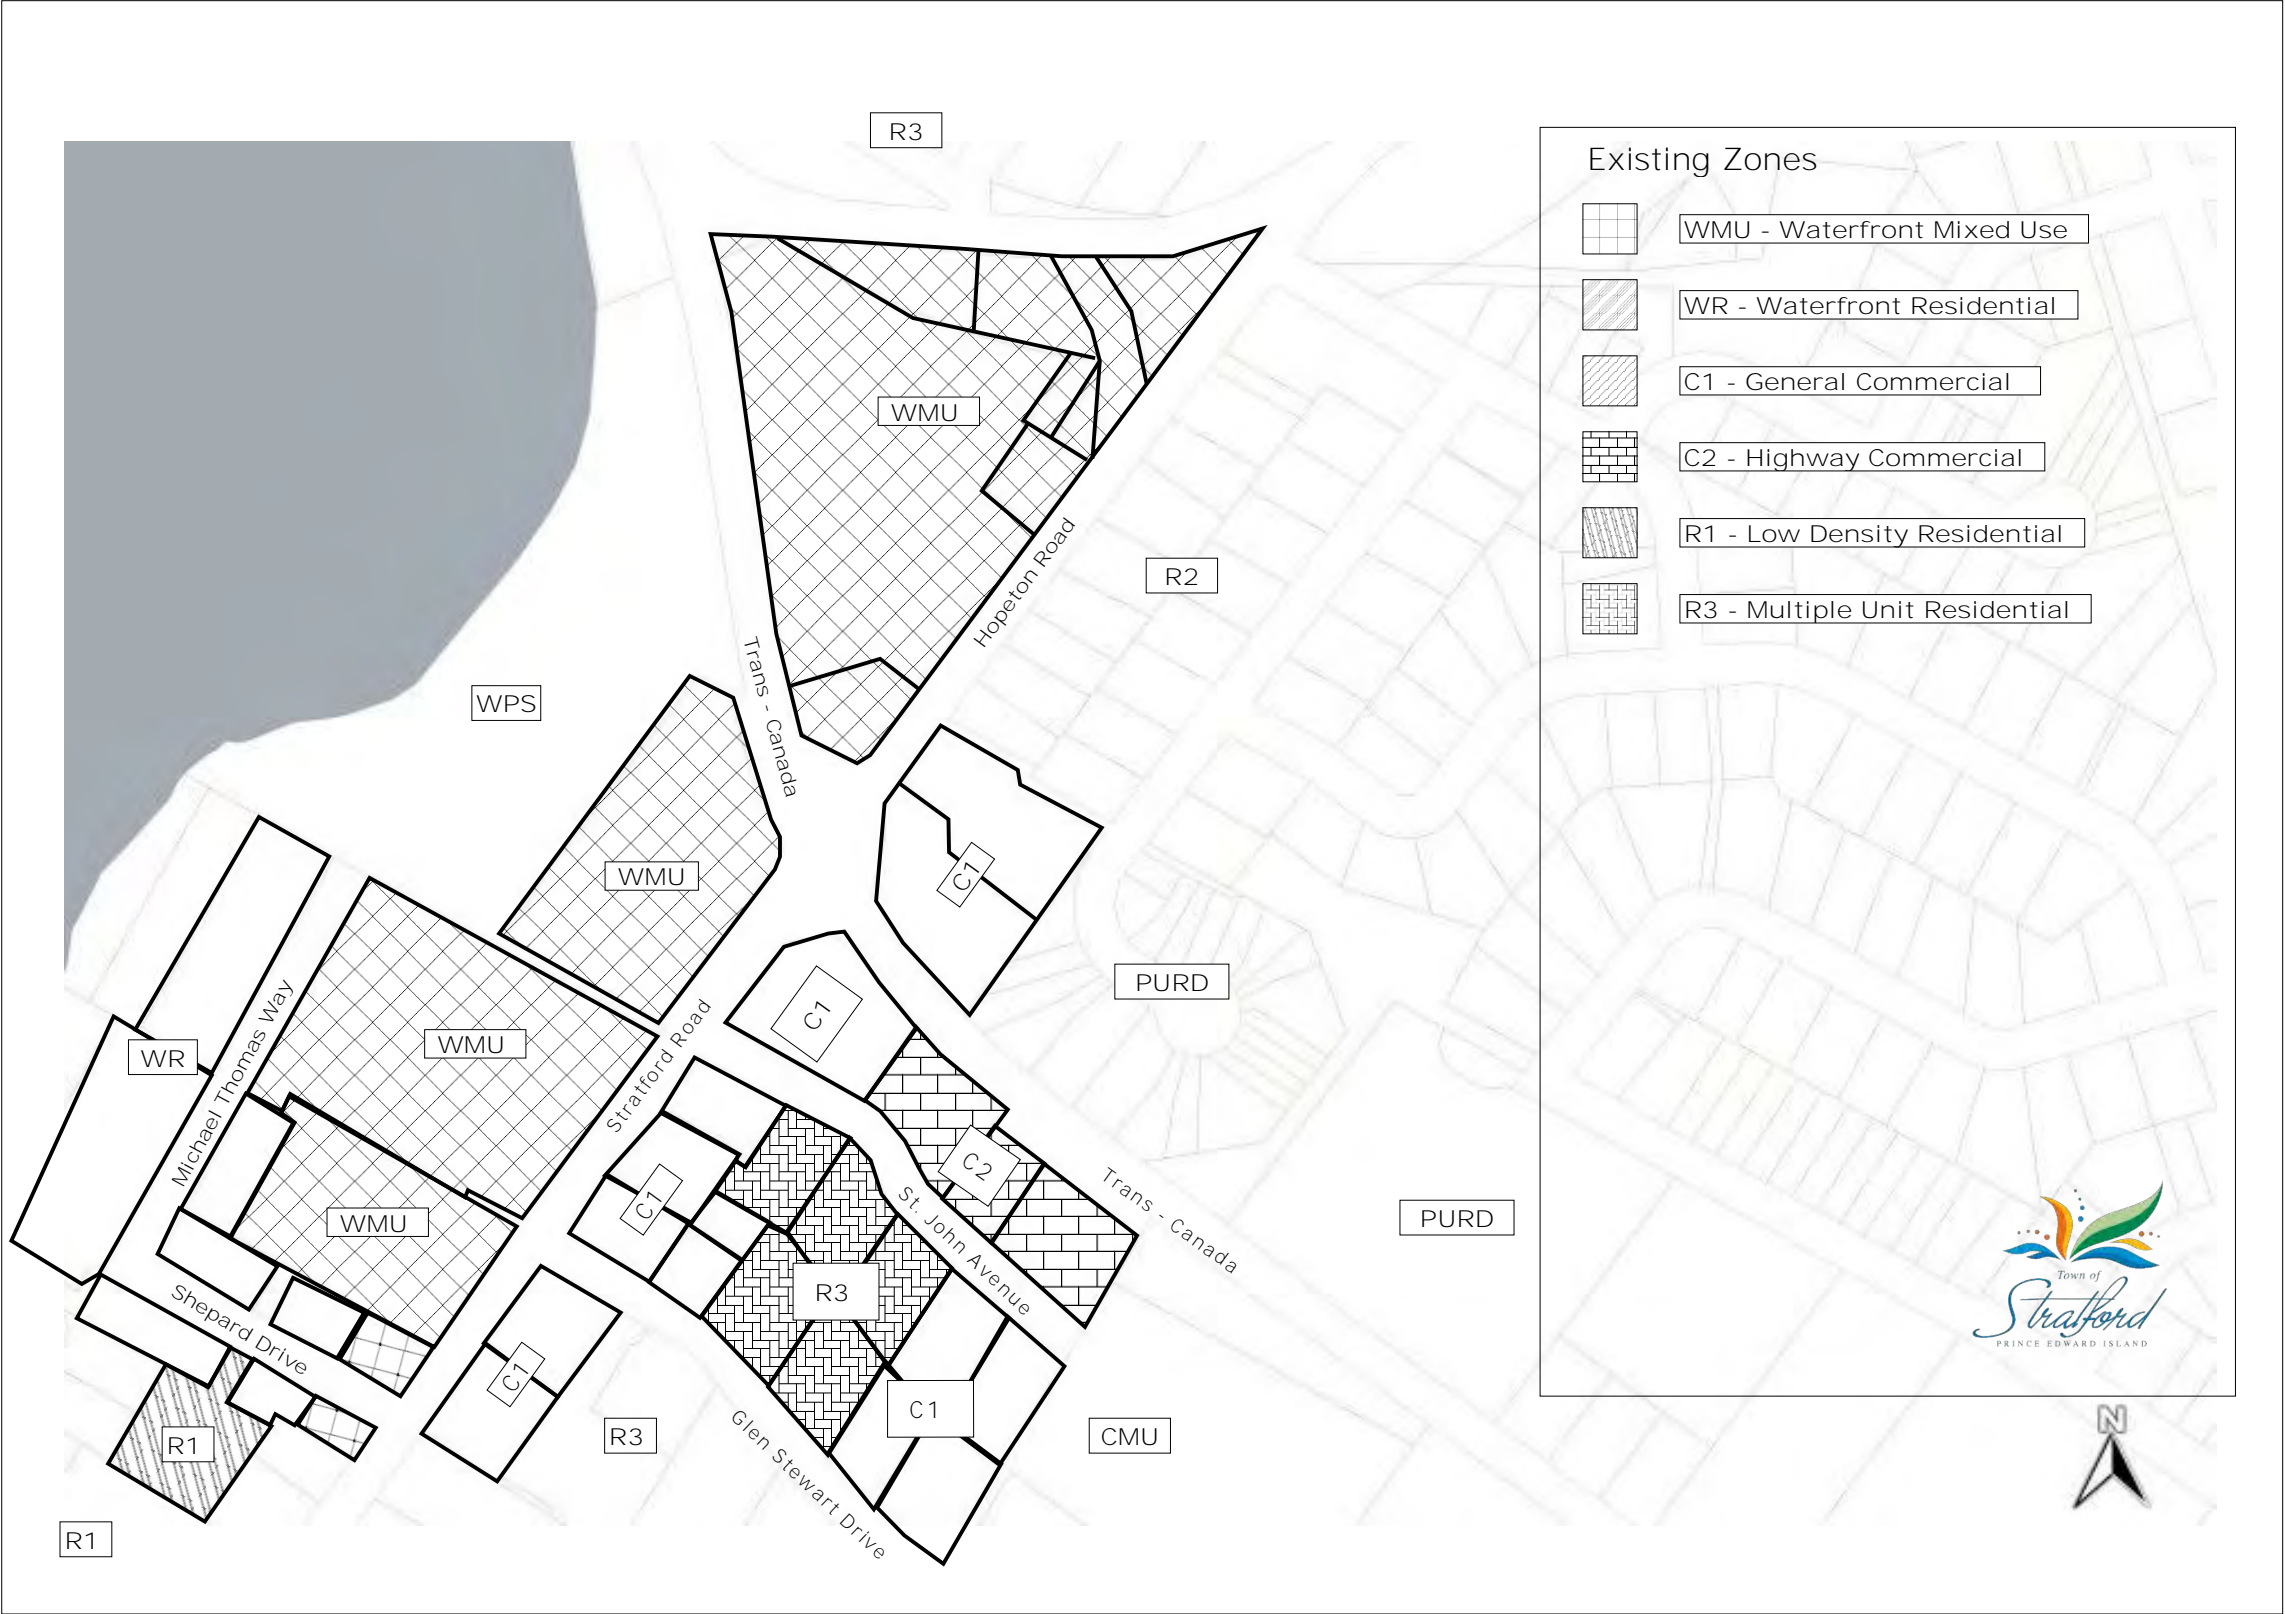 R3
Existing Zones
WMU - Waterfront Mixed Use
WR - Waterfront Residential
C1 - General Commercial
C2 - Highway Commercial
R1 - Low Density Residential
R3 - Multiple Unit Residential
WMU
Hopeton Road
R2
Trans - Canada
WPS
WMU
C1
PURD
C1
WMU
WR
Michael Thomas Way
Stratford Road
C2
C1
Trans - Canada
PURD
WMU
St. John Avenue
R3
Shepard Drive
C1
C1
R1
R3
Glen Stewart Drive
CMU
R1
Town of
Stratford
PRINCE EDWARD ISLAND
N